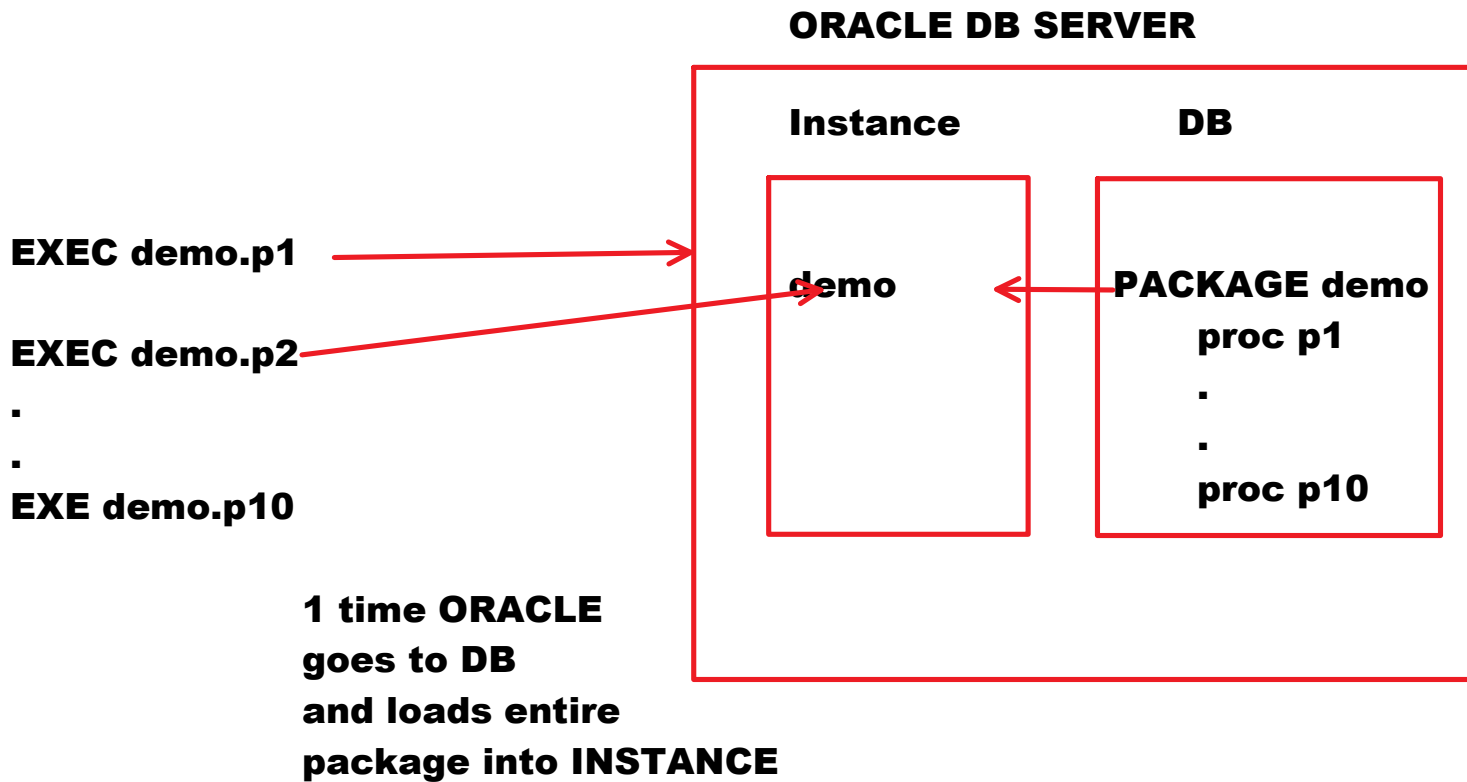 ORACLE DB SERVER
Instance
DB
EXEC demo.p1
demo
PACKAGE demo
proc p1
EXEC demo.p2
.
.
.
.
proc p10
EXE demo.p10
1 time ORACLE
goes to DB
and loads entire
package into INSTANCE